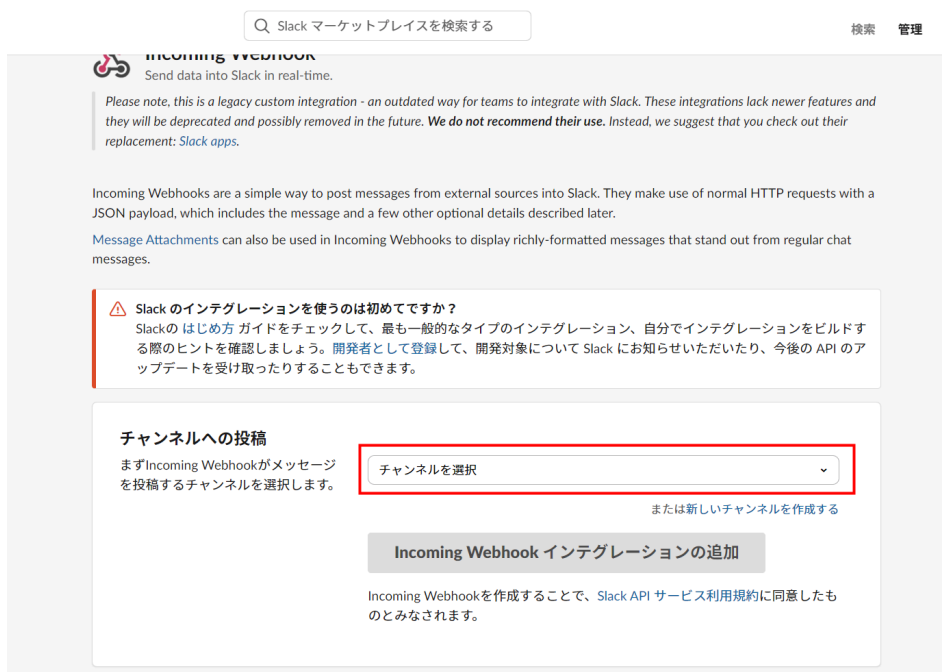 Slack マーケットプレイスを検索する
検索 管理
Incoming Webhook
Send data into Slack in real-time.
Please note, this is a legacy custom integration - an outdated way for teams to integrate with Slack. These integrations lack newer features and
they will be deprecated and possibly removed in the future. We do not recommend their use. Instead, we suggest that you check out their
replacement: Slack apps.
Incoming Webhooks are a simple way to post messages from external sources into Slack. They make use of normal HTTP requests with a
JSON payload, which includes the message and a few other optional details described later.
Message Attachments can also be used in Incoming Webhooks to display richly-formatted messages that stand out from regular chat
messages.
Slack のインテグレーションを使うのは初めてですか？
Slackの はじめ方 ガイドをチェックして、最も一般的なタイプのインテグレーション、自分でインテグレーションをビルドす
る際のヒントを確認しましょう。開発者として登録して、開発対象について Slack にお知らせいただいたり、今後の API のア
ップデートを受け取ったりすることもできます。
チャンネルへの投稿
まずIncoming Webhookがメッセージ
を投稿するチャンネルを選択します。
チャンネルを選択
または新しいチャンネルを作成する
Incoming Webhook インテグレーションの追加
Incoming Webhookを作成することで、Slack API サービス利用規約に同意したも
のとみなされます。